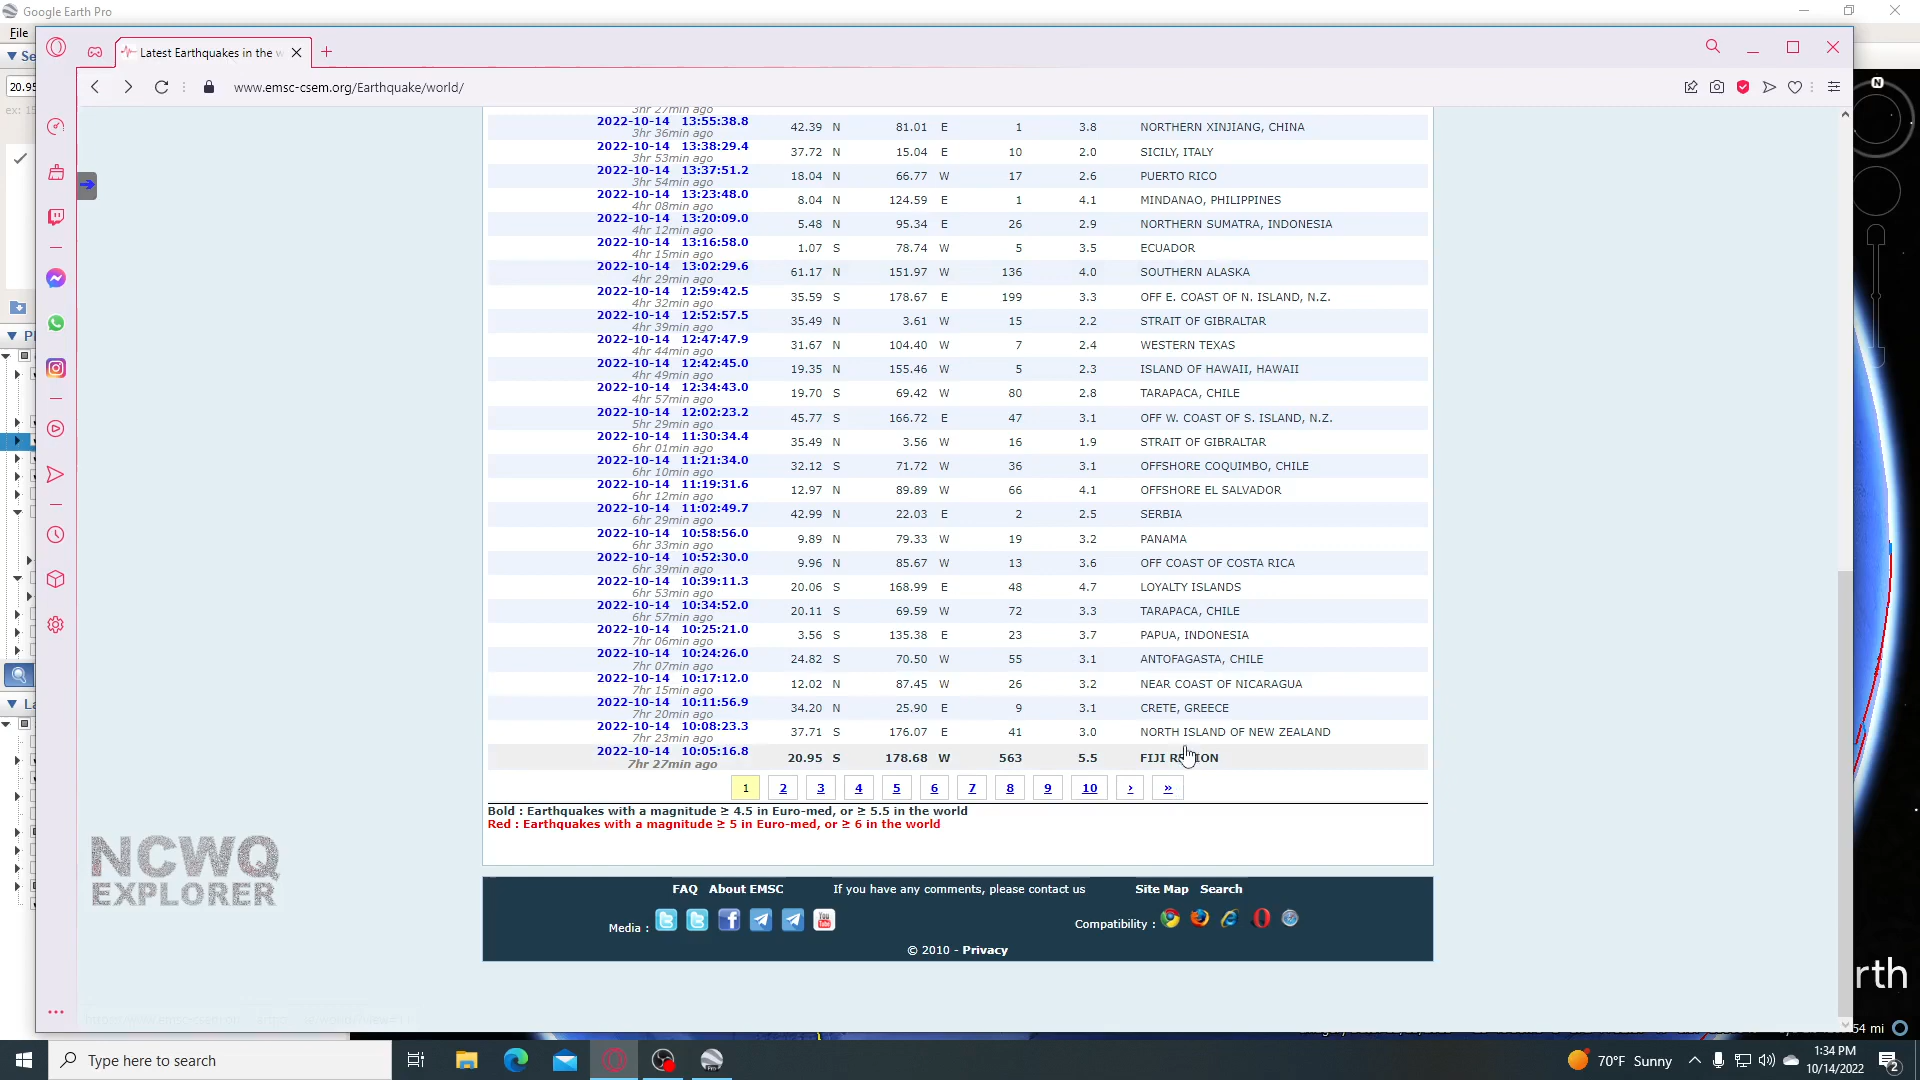 Google Earth Pro
File
Latest Earthquakes in the w
www.emsc-csem.org/Earthquake/world/
20.95
3hr 27min ago
2022-10-14 13:55:38.8 42.39 N 81.01 E 1 3.8 NORTHERN XINJIANG, CHINA
3hr 36min ago
2022-10-14 13:38:29.4 37.72 N 15.04 E 10 2.0 SICILY, ITALY
3hr 53min ago
2022-10-14 13:37:51.2 18.04 N 66.77 W 17 2.6 PUERTO RICO
3hr 54min ago
2022-10-14 13:23:48.0 8.04 N 124.59 E 1 4.1 MINDANAO, PHILIPPINES
4hr 08min ago
2022-10-14 13:20:09.0 5.48 N 95.34 E 26 2.9 NORTHERN SUMATRA, INDONESIA
4hr 12min ago
2022-10-14 13:16:58.0 1.07 S 78.74 W 5 3.5 ECUADOR
4hr 15min ago
2022-10-14 13:02:29.6 61.17 N 151.97 W 136 4.0 SOUTHERN ALASKA
4hr 29min ago
2022-10-14 12:59:42.5 35.59 S 178.67 E 199 3.3 OFF E. COAST OF N. ISLAND, N.Z.
4hr 32min ago
2022-10-14 12:52:57.5 35.49 N 3.61 W 15 2.2 STRAIT OF GIBRALTAR
4hr 39min ago
2022-10-14 12:47:47.9 31.67 N 104.40 W 7 2.4 WESTERN TEXAS
4hr 44min ago
2022-10-14 12:42:45.0 19.35 N 155.46 W 5 2.3 ISLAND OF HAWAII, HAWAII
4hr 49min ago
2022-10-14 12:34:43.0 19.70 S 69.42 W 80 2.8 TARAPACA, CHILE
4hr 57min ago
2022-10-14 12:02:23.2 45.77 S 166.72 E 47 3.1 OFF W. COAST OF S. ISLAND, N.Z.
5hr 29min ago
2022-10-14 11:30:34.4 35.49 N 3.56 W 16 1.9 STRAIT OF GIBRALTAR
6hr 01min ago
2022-10-14 11:21:34.0 32.12 S 71.72 W 36 3.1 OFFSHORE COQUIMBO, CHILE
6hr 10min ago
2022-10-14 11:19:31.6 12.97 N 89.89 W 66 4.1 OFFSHORE EL SALVADOR
6hr 12min ago
2022-10-14 11:02:49.7 42.99 N 22.03 E 2 2.5 SERBIA
6hr 29min ago
2022-10-14 10:58:56.0 9.89 N 79.33 W 19 3.2 PANAMA
6hr 33min ago
2022-10-14 10:52:30.0 9.96 N 85.67 W 13 3.6 OFF COAST OF COSTA RICA
6hr 39min ago
2022-10-14 10:39:11.3 20.06 S 168.99 E 48 4.7 LOYALTY ISLANDS
6hr 53min ago
2022-10-14 10:34:52.0 20.11 S 69.59 W 72 3.3 TARAPACA, CHILE
6hr 57min ago
2022-10-14 10:25:21.0 3.56 S 135.38 E 23 3.7 PAPUA, INDONESIA
7hr 06min ago
2022-10-14 10:24:26.0 24.82 S 70.50 W 55 3.1 ANTOFAGASTA, CHILE
7hr 07min ago
2022-10-14 10:17:12.0 12.02 N 87.45 W 26 3.2 NEAR COAST OF NICARAGUA
7hr 15min ago
2022-10-14 10:11:56.9 34.20 N 25.90 E 9 3.1 CRETE, GREECE
7hr 20min ago
2022-10-14 10:08:23.3 37.71 S 176.07 E 41 3.0 NORTH ISLAND OF NEW ZEALAND
7hr 23min ago
2022-10-14 10:05:16.8 20.95 S 178.68 W 563 5.5 FIJI REGION
7hr 27min ago
1 2 3 4 5 6 7 8 9 10 › »
Bold : Earthquakes with a magnitude ≥ 4.5 in Euro-med, or ≥ 5.5 in the world
Red : Earthquakes with a magnitude ≥ 5 in Euro-med, or ≥ 6 in the world
NCWQ
EXPLORER
FAQ About EMSC If you have any comments, please contact us Site Map Search
Media : Compatibility :
© 2010 - Privacy
rth
N
Type here to search
70°F Sunny
1:34 PM
10/14/2022
2